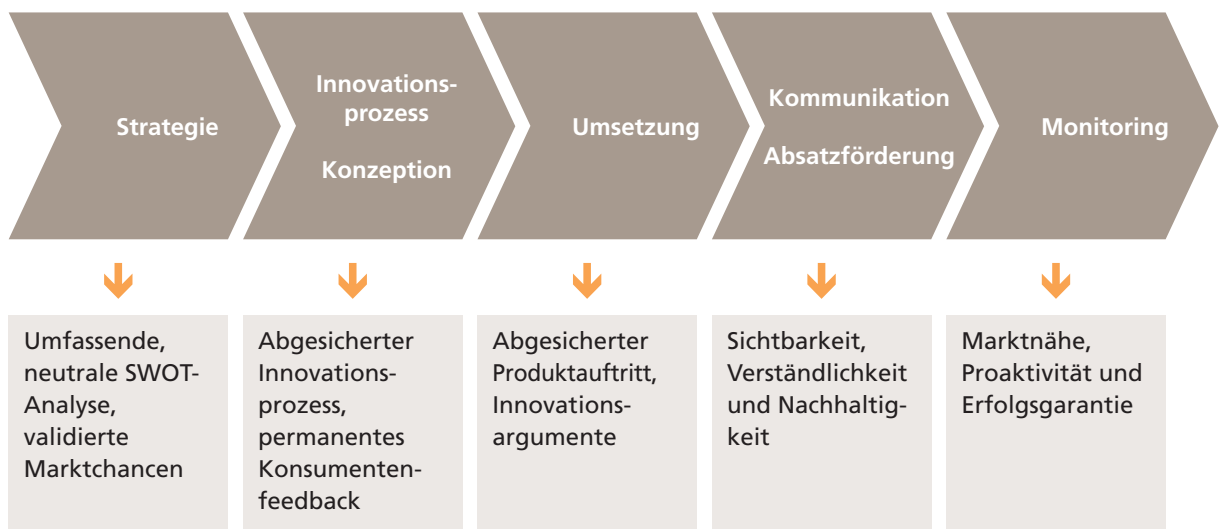 Strategie
Innovations-
prozess
Konzeption
Umsetzung
Kommunikation
Absatzförderung
Monitoring
Umfassende,
neutrale SWOT-
Analyse,
validierte
Marktchancen
Abgesicherter
Innovations-
prozess,
permanentes
Konsumenten-
feedback
Abgesicherter
Produktauftritt,
Innovations-
argumente
Sichtbarkeit,
Verständlichkeit
und Nachhaltig-
keit
Marktnähe,
Proaktivität und
Erfolgsgarantie